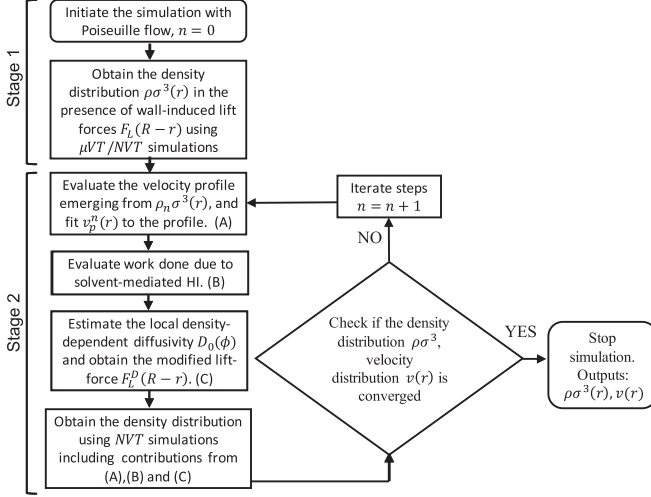 Stage 1
Initiate the simulation with
Poiseuille flow, n = 0
Obtain the density
distribution ρσ³(r) in the
presence of wall-induced lift
forces F_L(R − r) using
μVT/NVT simulations
Stage 2
Evaluate the velocity profile
emerging from ρₙσ³(r), and
fit vₚⁿ(r) to the profile. (A)
Iterate steps
n = n + 1
NO
Evaluate work done due to
solvent-mediated HI. (B)
Estimate the local density-
dependent diffusivity D₀(ϕ)
and obtain the modified lift-
force F_L^D(R − r). (C)
Obtain the density distribution
using NVT simulations
including contributions from
(A),(B) and (C)
Check if the density
distribution ρσ³,
velocity
distribution v(r) is
converged
YES
Stop
simulation.
Outputs:
ρσ³(r), v(r)